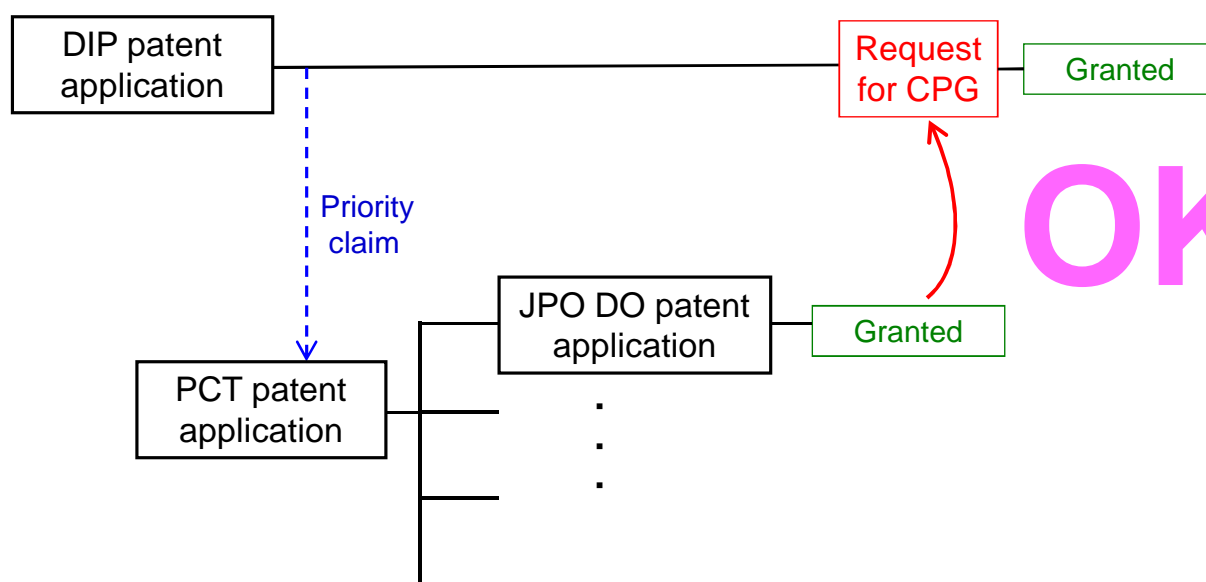 DIP patent
application
Request
for CPG
Granted
OK
Priority
claim
JPO DO patent
application
Granted
PCT patent
application